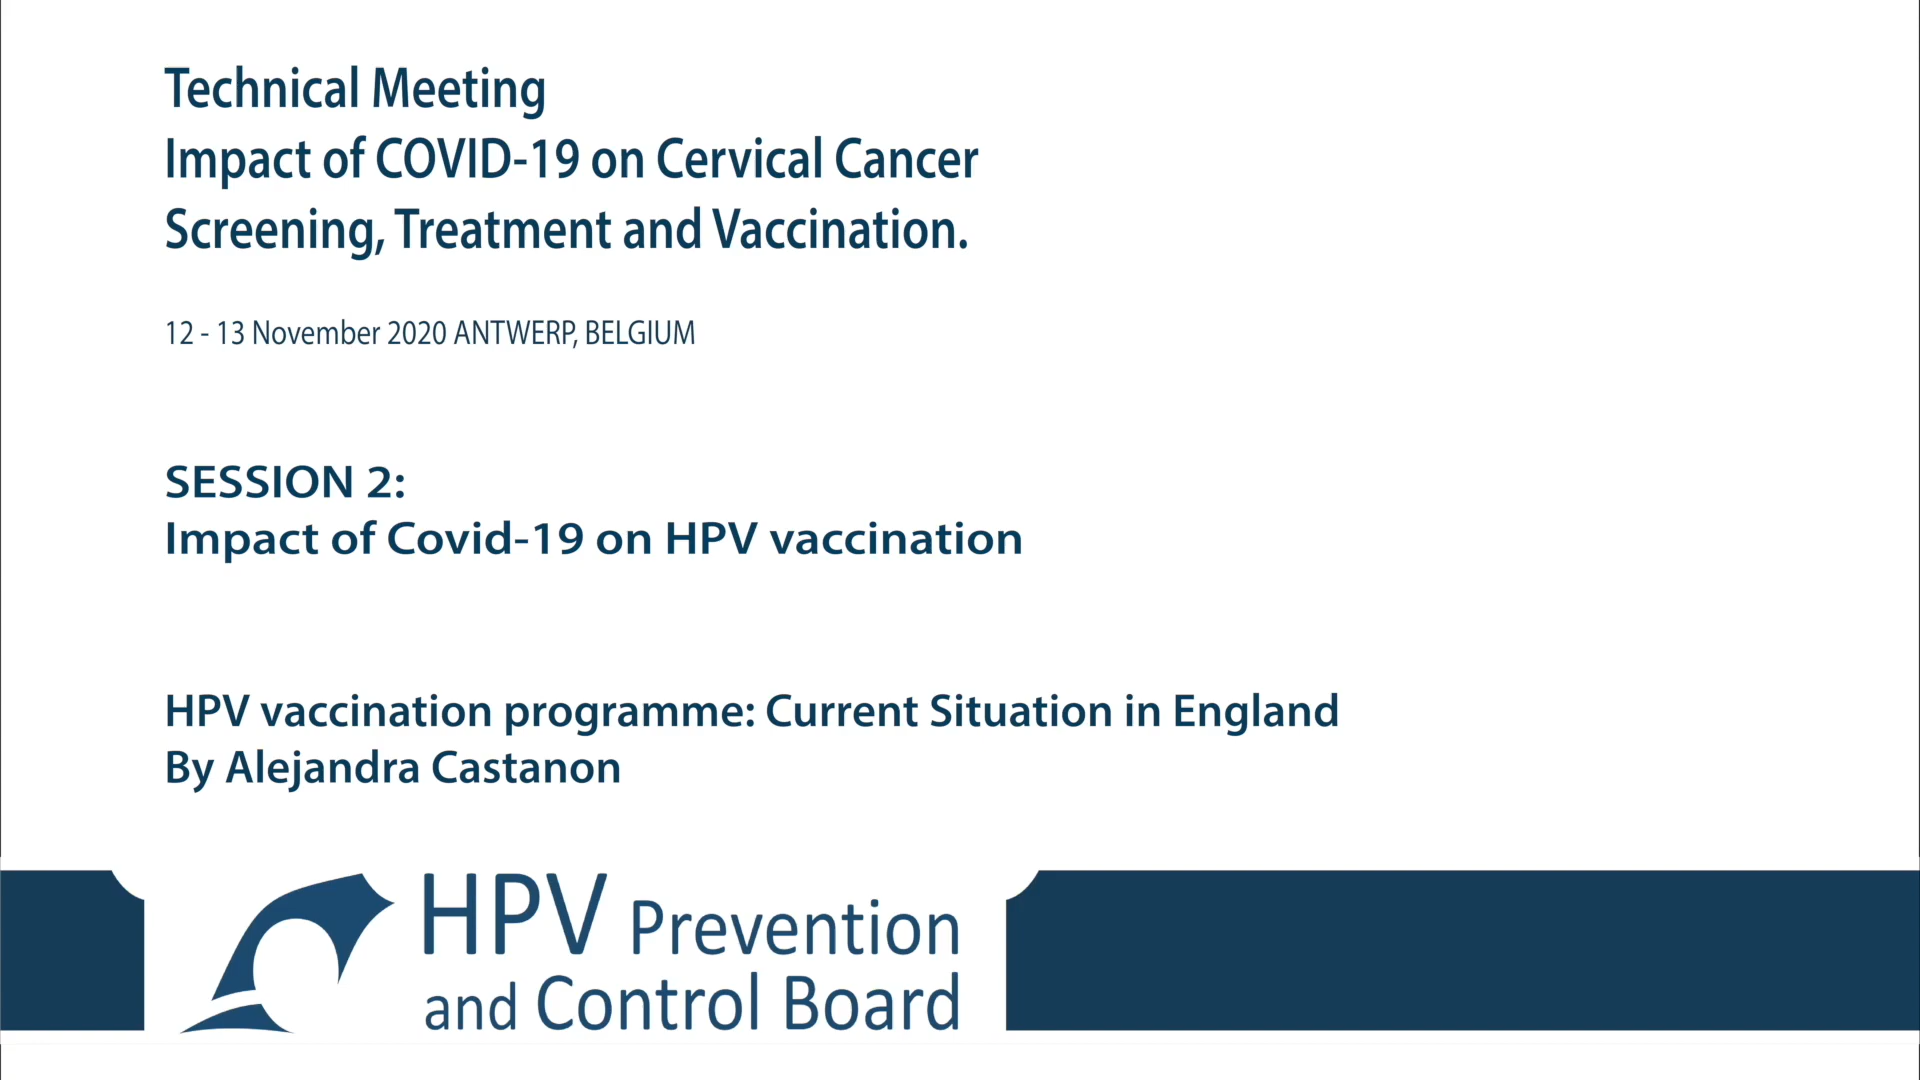 Technical Meeting
Impact of COVID-19 on Cervical Cancer
Screening, Treatment and Vaccination.
12 - 13 November 2020 ANTWERP, BELGIUM
SESSION 2:
Impact of Covid-19 on HPV vaccination
HPV vaccination programme: Current Situation in England
By Alejandra Castanon
HPV Prevention
and Control Board